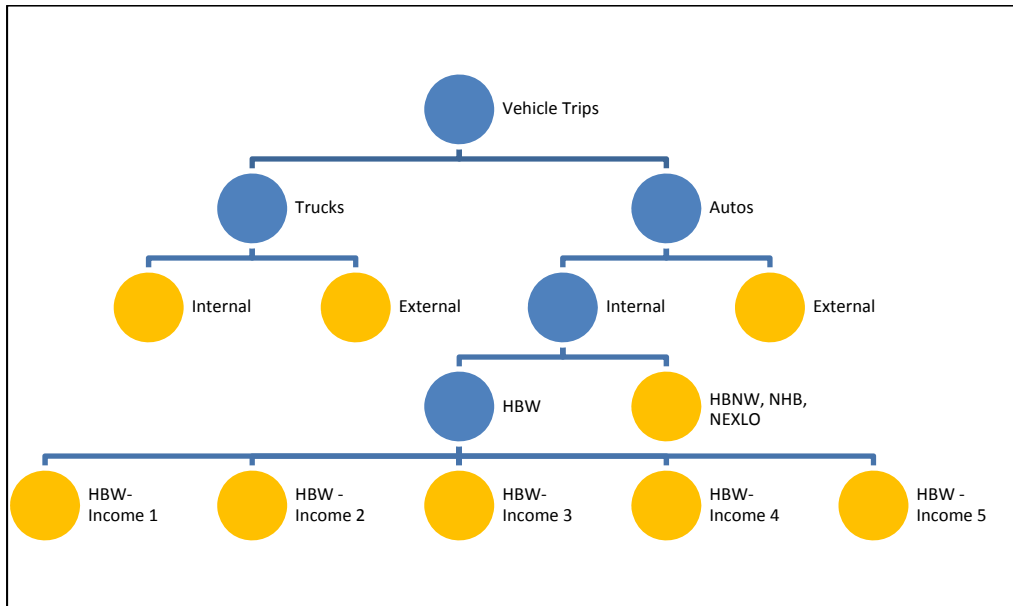 Vehicle Trips
Trucks
Autos
Internal
External
Internal
External
HBW
HBNW, NHB,
NEXLO
HBW-
Income 1
HBW -
Income 2
HBW-
Income 3
HBW-
Income 4
HBW -
Income 5